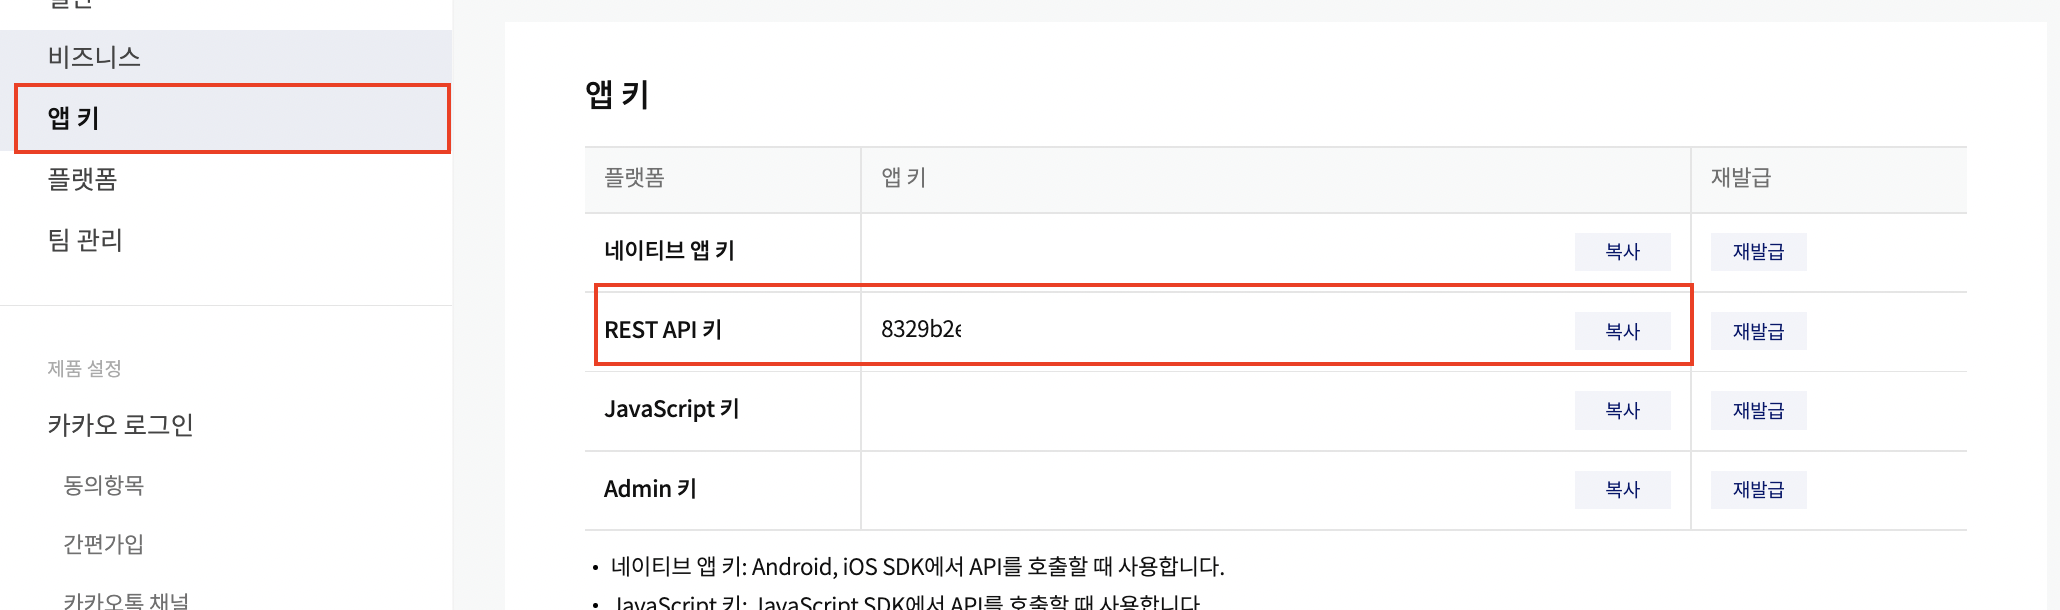 비즈니스
앱 키
플랫폼
팀 관리
제품 설정
카카오 로그인
동의항목
간편가입
카카오톡 채널
앱 키
플랫폼 앱 키 재발급
네이티브 앱 키 복사 재발급
REST API 키 8329b2e 복사 재발급
JavaScript 키 복사 재발급
Admin 키 복사 재발급
• 네이티브 앱 키: Android, iOS SDK에서 API를 호출할 때 사용합니다.
• JavaScript 키: JavaScript SDK에서 API를 호출할 때 사용합니다.